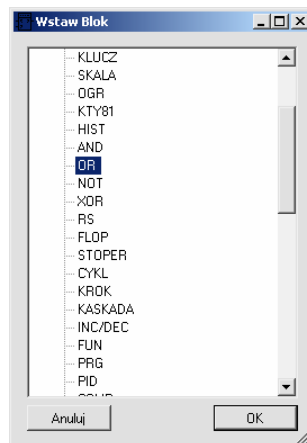 Wstaw Blok
KLUCZ
SKALA
OGR
KTY81
HIST
AND
OR
NOT
XOR
RS
FLOP
STOPER
CYKL
KROK
KASKADA
INC/DEC
FUN
PRG
PID
Anuluj
OK